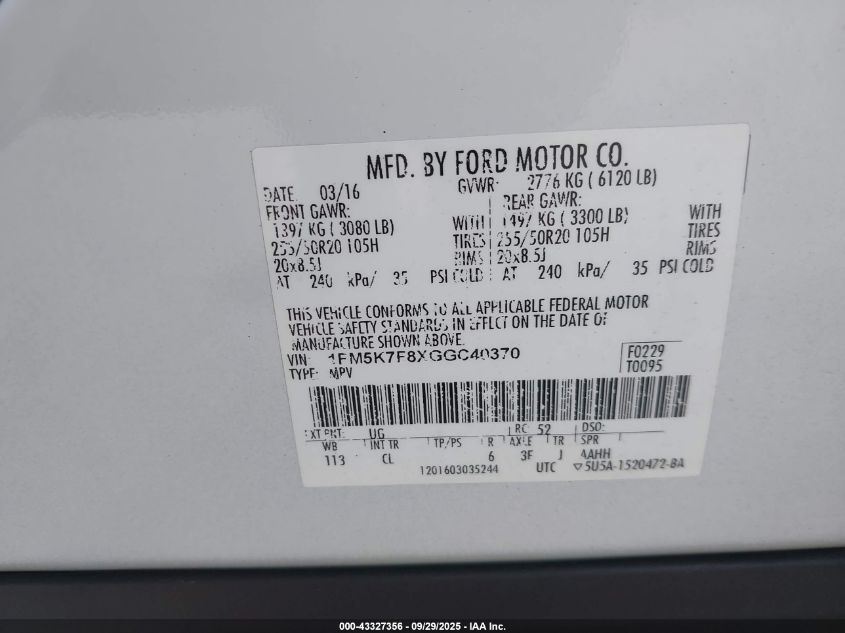 MFD. BY FORD MOTOR CO.
DATE: 03/16 GVWR: 2776 KG ( 6120 LB)
FRONT GAWR: REAR GAWR:
1397 KG ( 3080 LB) WITH 1497 KG ( 3300 LB) WITH
255/50R20 105H TIRES 255/50R20 105H TIRES
20x8.5J RIMS 20x8.5J RIMS
AT 240 kPa/ 35 PSI COLD AT 240 kPa/ 35 PSI COLD
THIS VEHICLE CONFORMS TO ALL APPLICABLE FEDERAL MOTOR
VEHICLE SAFETY STANDARDS IN EFFECT ON THE DATE OF
MANUFACTURE SHOWN ABOVE.
VIN: 1FM5K7F8XGGC40370 F0229
TYPE: MPV T0095
EXT PNT: UG RC: 52 DSO:
WB INT TR TP/PS R AXLE TR SPR
113 CL 6 3F J AAHH
1201603035244 UTC ▽5U5A-1520472-BA
000-43327356 - 09/29/2025 - IAA Inc.